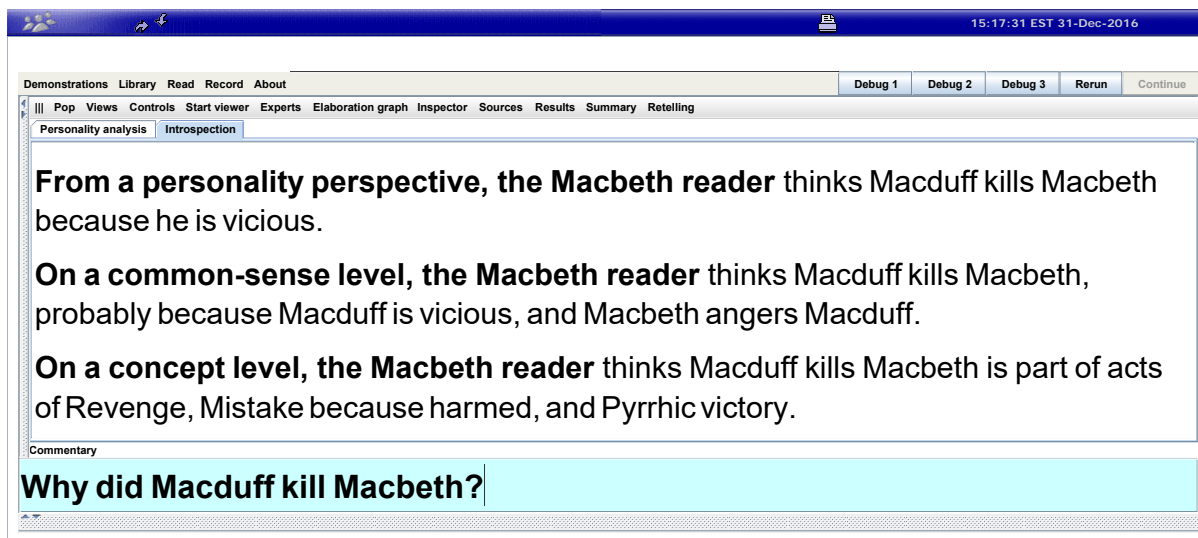 15:17:31 EST 31-Dec-2016
Demonstrations Library Read Record About Debug 1 Debug 2 Debug 3 Rerun Continue
||| Pop Views Controls Start viewer Experts Elaboration graph Inspector Sources Results Summary Retelling
Personality analysis Introspection
From a personality perspective, the Macbeth reader thinks Macduff kills Macbeth
because he is vicious.
On a common-sense level, the Macbeth reader thinks Macduff kills Macbeth,
probably because Macduff is vicious, and Macbeth angers Macduff.
On a concept level, the Macbeth reader thinks Macduff kills Macbeth is part of acts
of Revenge, Mistake because harmed, and Pyrrhic victory.
Commentary
Why did Macduff kill Macbeth?